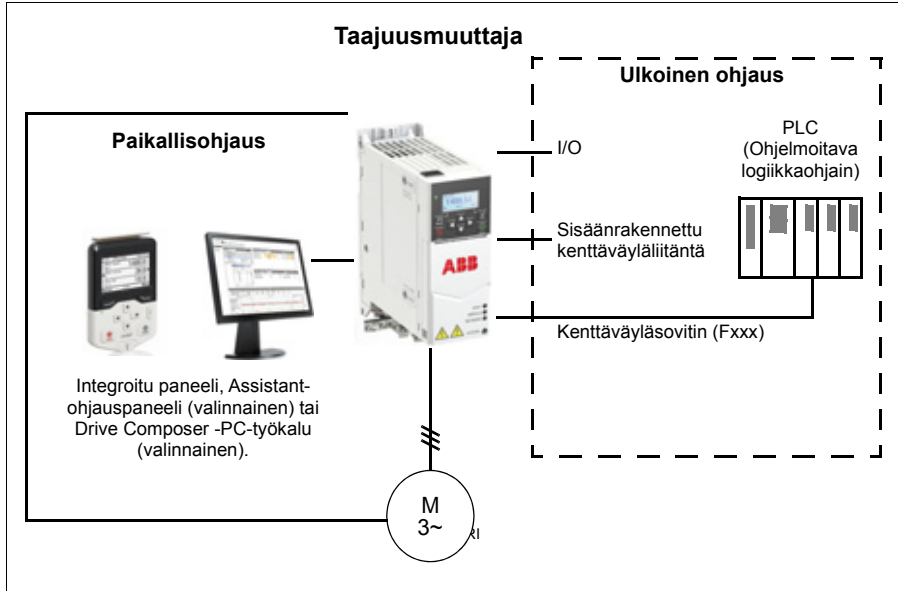 Taajuusmuuttaja
Paikallisohjaus
Ulkoinen ohjaus
I/O
PLC
(Ohjelmoitava
logiikkaohjain)
Sisäänrakennettu
kenttäväyläliitäntä
ABB
Kenttäväyläsovitin (Fxxx)
Integroitu paneeli, Assistant-
ohjauspaneeli (valinnainen) tai
Drive Composer -PC-työkalu
(valinnainen).
M
3~
RI